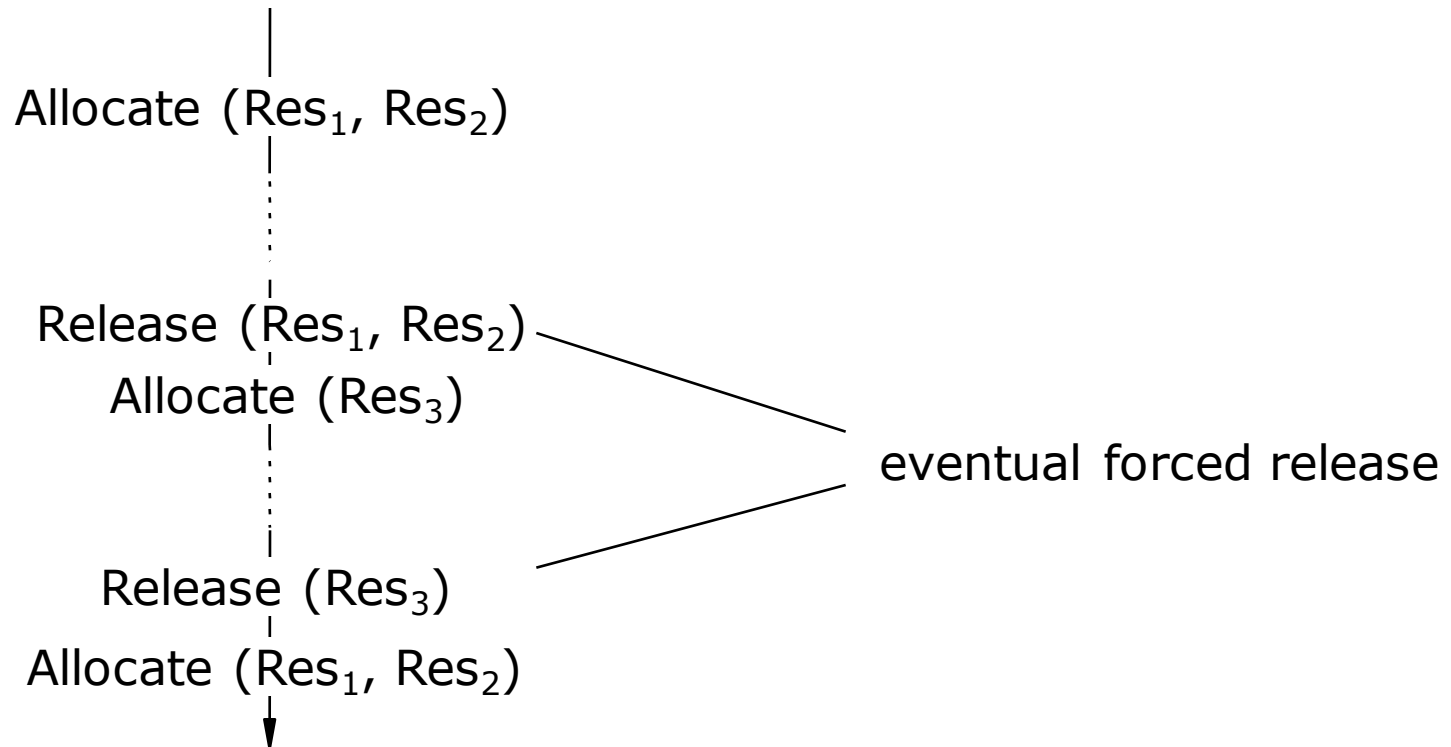 Allocate (Res₁, Res₂)
Release (Res₁, Res₂)
Allocate (Res₃)
eventual forced release
Release (Res₃)
Allocate (Res₁, Res₂)